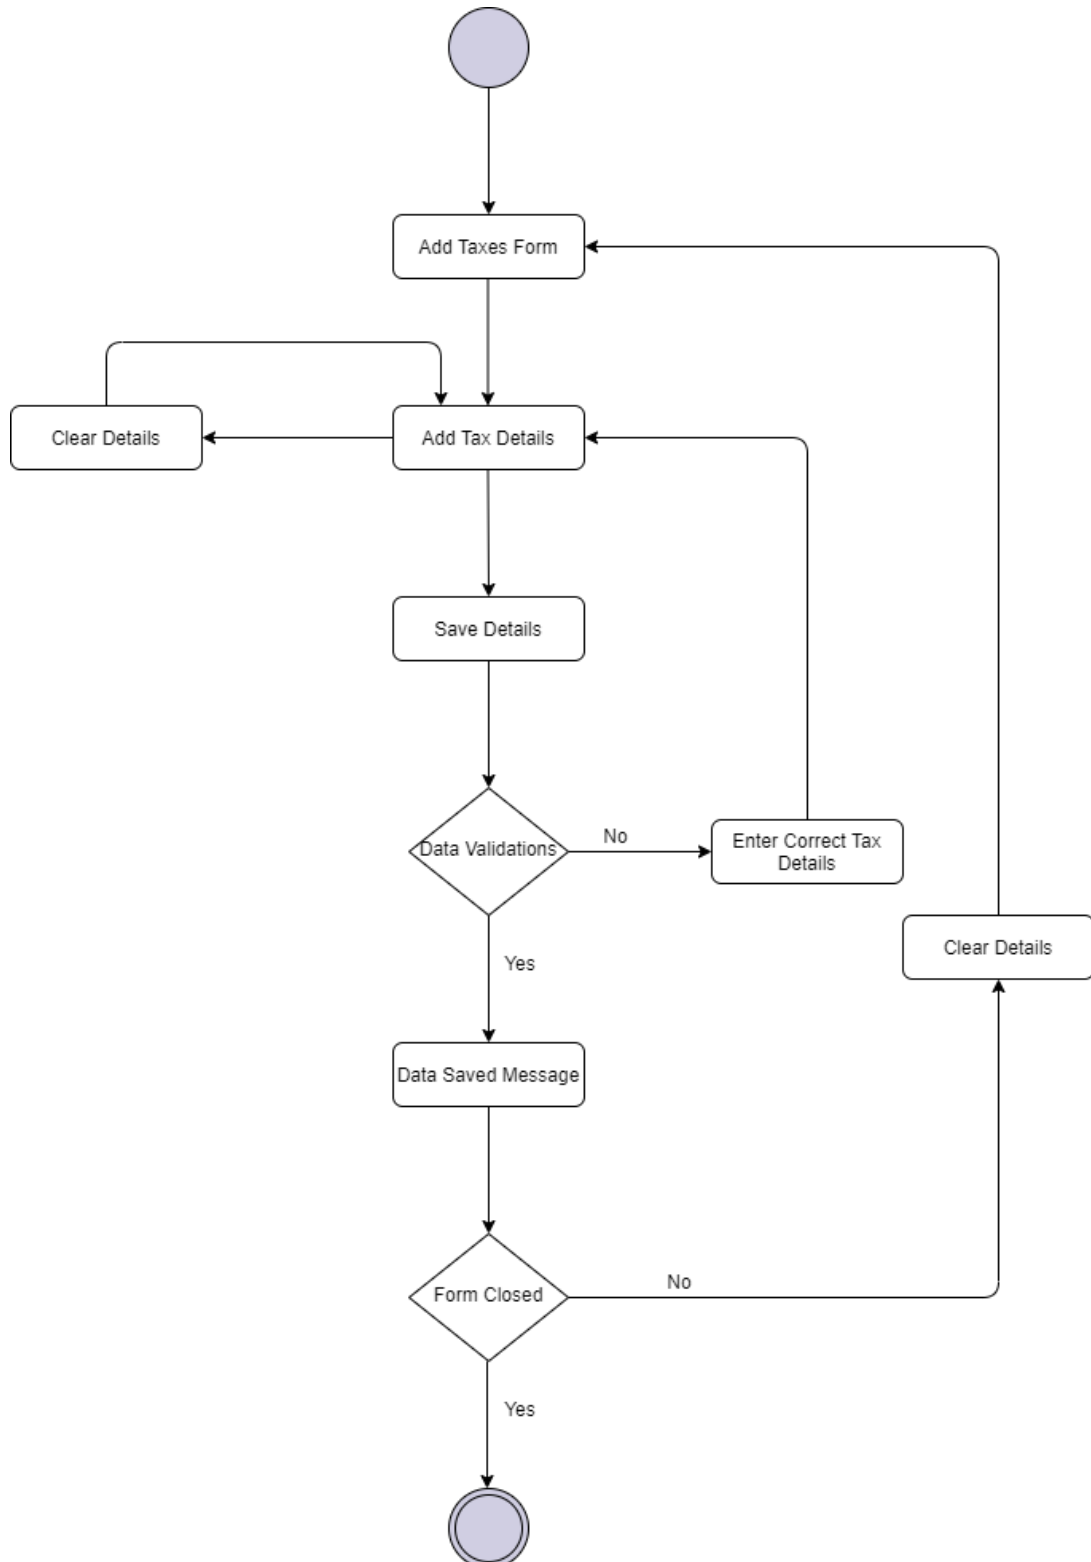 Add Taxes Form
Clear Details
Add Tax Details
Save Details
Data Validations
No
Enter Correct Tax
Details
Clear Details
Yes
Data Saved Message
Form Closed
No
Yes